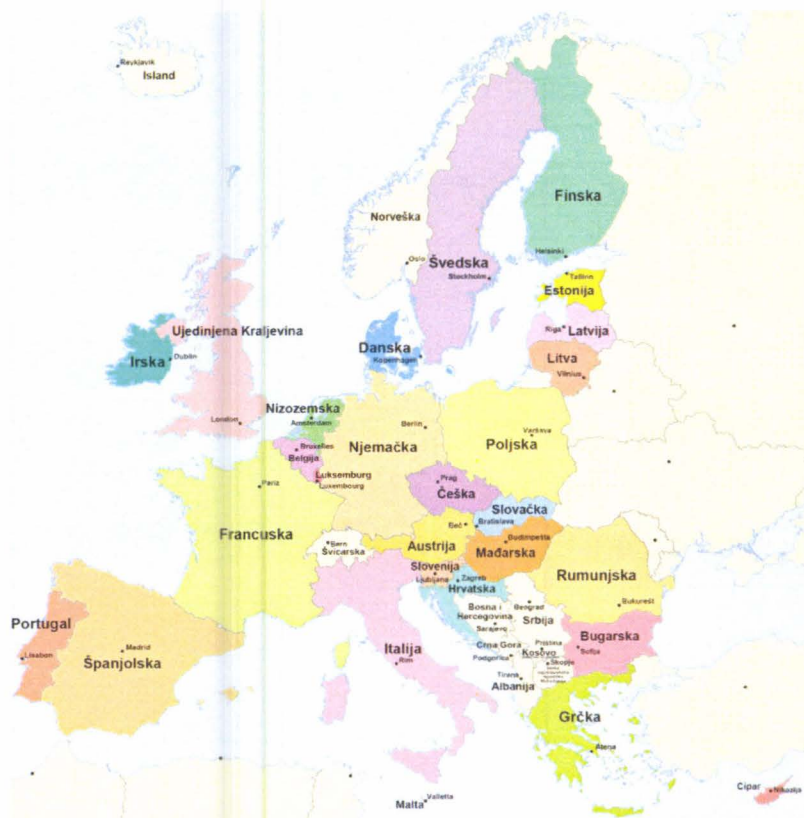 Reykjavik
Island
Finska
Norveška
Helsinki
Oslo
Švedska
Stockholm
Tallinn
Estonija
Ujedinjena Kraljevina
Riga
Latvija
Irska
Dublin
Danska
Kopenhagen
Litva
Vilnius
London
Nizozemska
Amsterdam
Berlin
Varšava
Njemačka
Poljska
Bruxelles
Belgija
Luksemburg
Luxembourg
Prag
Češka
Pariz
Slovačka
Bratislava
Francuska
Beč
Austrija
Budimpešta
Mađarska
Bern
Švicarska
Slovenija
Ljubljana
Zagreb
Hrvatska
Rumunjska
Bukurešt
Bosna i
Hercegovina
Sarajevo
Beograd
Srbija
Portugal
Lisabon
Madrid
Španjolska
Italija
Rim
Crna Gora
Podgorica
Priština
Kosovo
Bugarska
Sofija
Skopje
Tirana
Albanija
Grčka
Atena
Malta
Valletta
Cipar
Nikozija